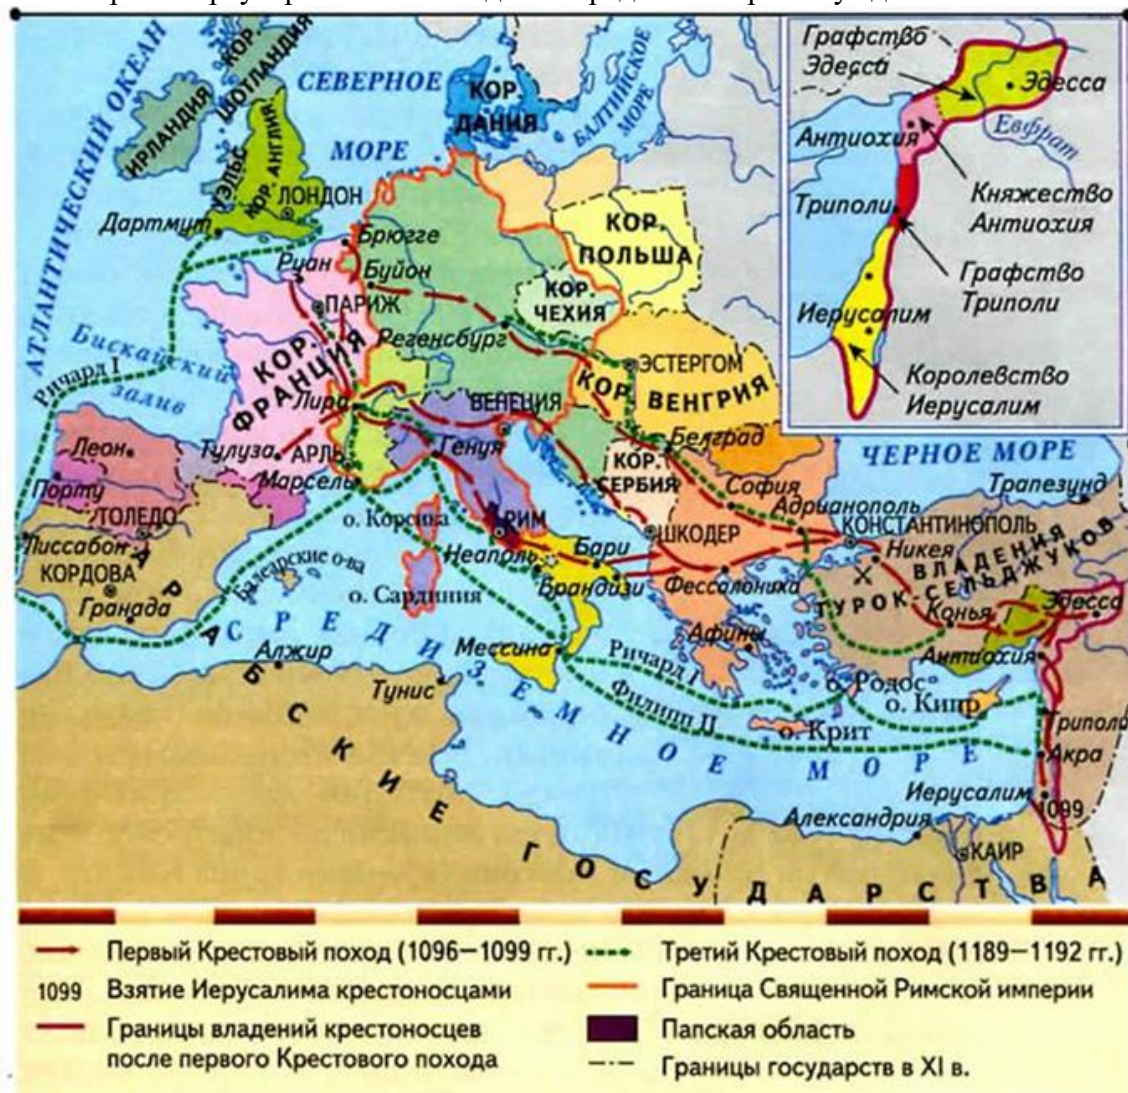 АТЛАНТИЧЕСКИЙ ОКЕАН
КОР.
ШОТЛАНДИЯ
ИРЛАНДИЯ
СЕВЕРНОЕ
МОРЕ
КОР.
ДАНИЯ
БАЛТИЙСКОЕ
МОРЕ
УЭЛЬС
КОР. АНГЛИЯ
ЛОНДОН
Дартмут
Брюгге
Руан
Буйон
ПАРИЖ
КОР.
ПОЛЬША
КОР.
ЧЕХИЯ
Регенсбург
Бискайский
залив
Ричард I
КОР.
ФРАНЦИЯ
ЭСТЕРГОМ
КОР. ВЕНГРИЯ
Лира
ВЕНЕЦИЯ
Леон
Тулуза
АРЛЬ
Генуя
Белград
КОР.
СЕРБИЯ
Порту
Марсель
София
ТОЛЕДО
о. Корсика
РИМ
ШКОДЕР
Адрианополь
КОНСТАНТИНОПОЛЬ
ЧЕРНОЕ МОРЕ
Трапезунд
Лиссабон
Неаполь
Бари
Никея
ВЛАДЕНИЯ
ТУРОК-СЕЛЬДЖУКОВ
КОРДОВА
Балеарские о-ва
Брандизи
Фессалоника
Гранада
о. Сардиния
Конья
Эдесса
СРЕДИЗЕМНОЕ МОРЕ
Алжир
Мессина
Афины
Антиохия
Ричард I
о. Родос
Тунис
Филипп II
о. Кипр
о. Крит
Триполи
Акра
Иерусалим
1099
Александрия
КАИР
АРАБСКИЕ ГОСУДАРСТВА
Графство
Эдесса
Эдесса
Евфрат
Антиохия
Княжество
Антиохия
Триполи
Графство
Триполи
Иерусалим
Королевство
Иерусалим
Первый Крестовый поход (1096—1099 гг.)
1099 Взятие Иерусалима крестоносцами
Границы владений крестоносцев
после первого Крестового похода
Третий Крестовый поход (1189—1192 гг.)
Граница Священной Римской империи
Папская область
Границы государств в XI в.